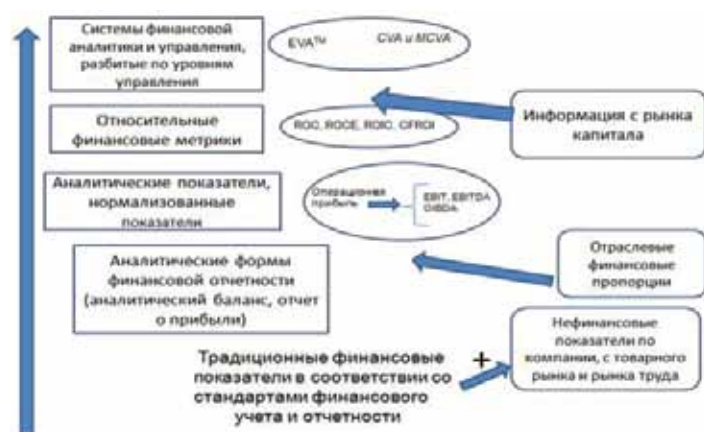 Системы финансовой
аналитики и управления,
разбитые по уровням
управления
EVA™
CVA и MCVA
Относительные
финансовые метрики
ROC, ROCE, ROIC, CFROI
Информация с рынка
капитала
Аналитические показатели,
нормализованные
показатели
Операционная
прибыль
EBIT, EBITDA
OIBDA
Аналитические формы
финансовой отчетности
(аналитический баланс, отчет
о прибыли)
Отраслевые
финансовые
пропорции
Традиционные финансовые
показатели в соответствии со
стандартами финансового
учета и отчетности
+
Нефинансовые
показатели по
компании, с товарного
рынка и рынка труда